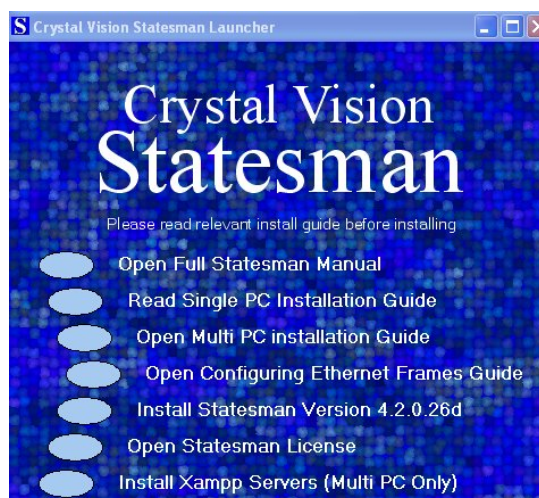 S Crystal Vision Statesman Launcher
Crystal Vision
Statesman
Please read relevant install guide before installing
Open Full Statesman Manual
Read Single PC Installation Guide
Open Multi PC installation Guide
Open Configuring Ethernet Frames Guide
Install Statesman Version 4.2.0.26d
Open Statesman License
Install Xampp Servers (Multi PC Only)